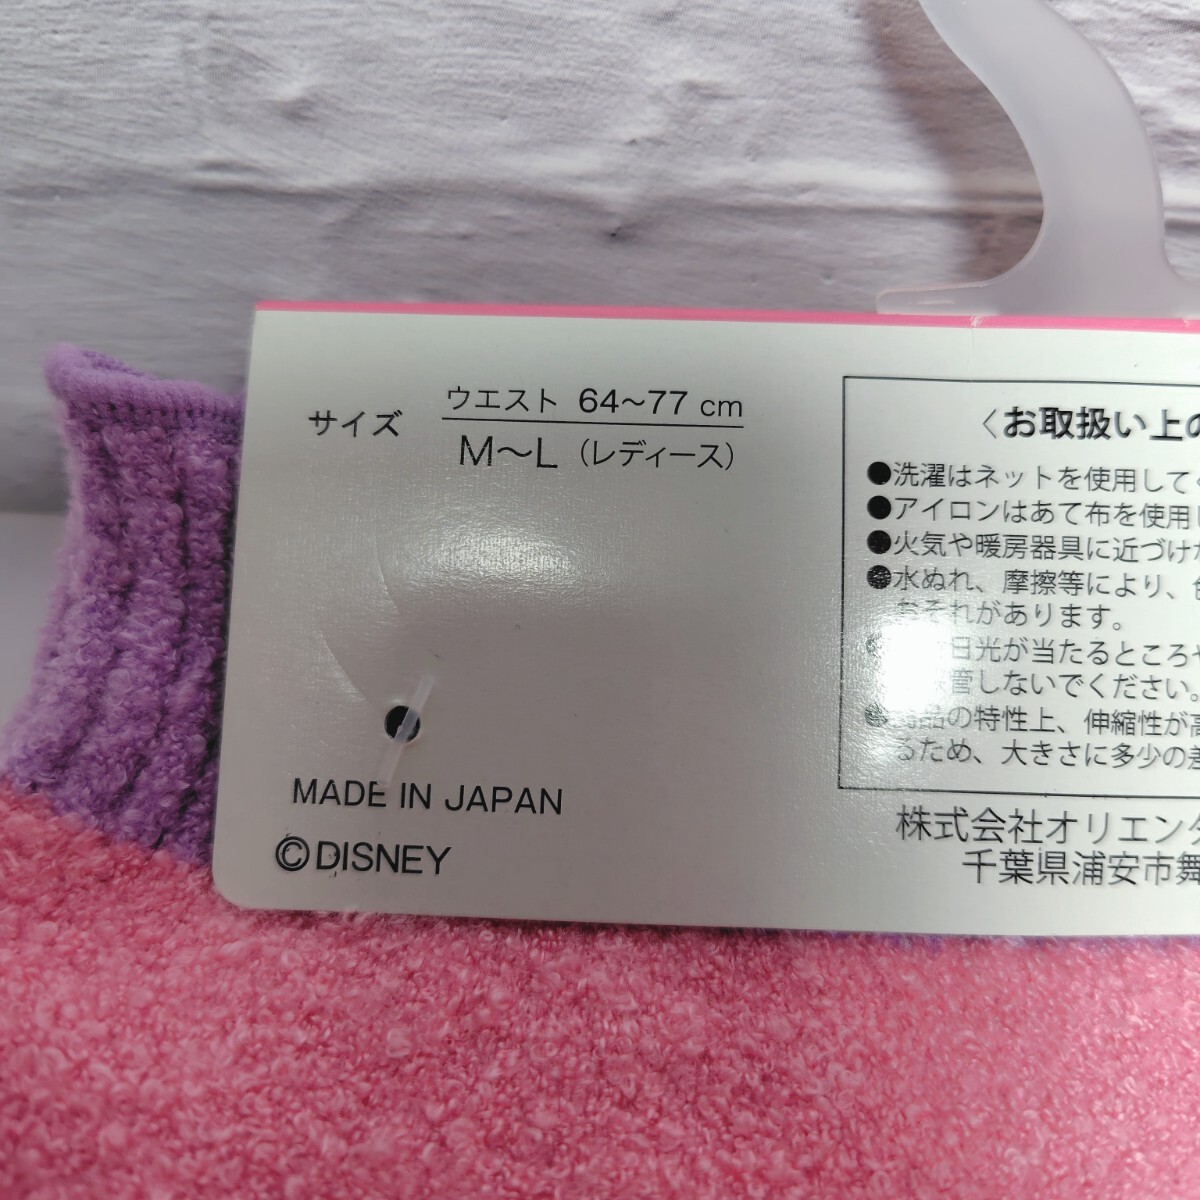 サイズ
ウエスト 64〜77 cm
M〜L（レディース）
MADE IN JAPAN
©DISNEY
〈お取扱い上の
●洗濯はネットを使用して
●アイロンはあて布を使用し
●火気や暖房器具に近づけ
●水ぬれ、摩擦等により、
おそれがあります。
日光が当たるところや
管しないでください。
品の特性上、伸縮性が高
るため、大きさに多少の差
株式会社オリエン
千葉県浦安市舞